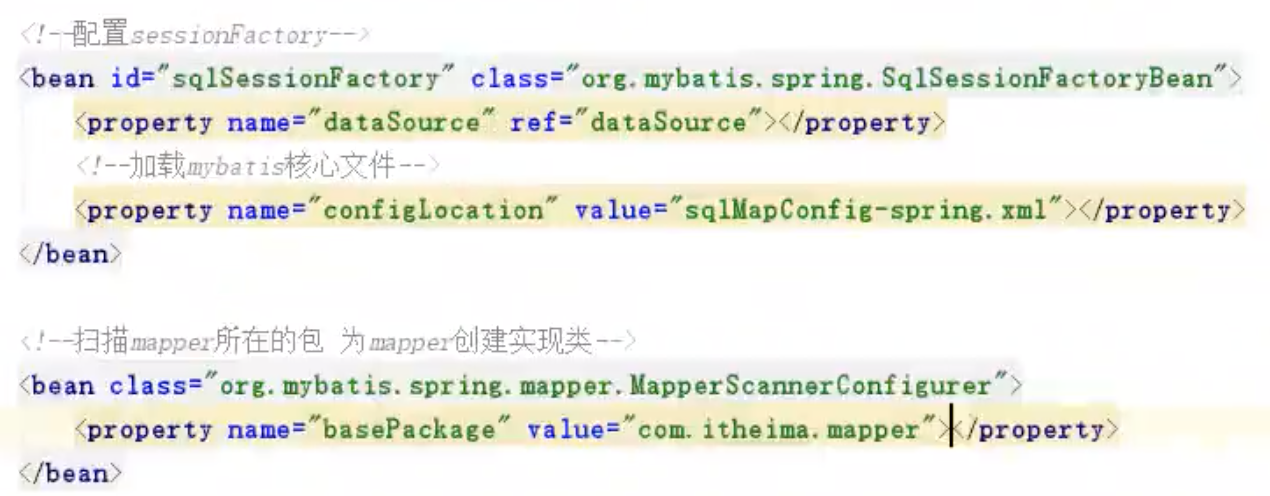 <!--配置sessionFactory-->
<bean id="sqlSessionFactory" class="org.mybatis.spring.SqlSessionFactoryBean">
    <property name="dataSource" ref="dataSource"></property>
    <!--加载mybatis核心文件-->
    <property name="configLocation" value="sqlMapConfig-spring.xml"></property>
</bean>
<!--扫描mapper所在的包 为mapper创建实现类-->
<bean class="org.mybatis.spring.mapper.MapperScannerConfigurer">
    <property name="basePackage" value="com.itheima.mapper"></property>
</bean>